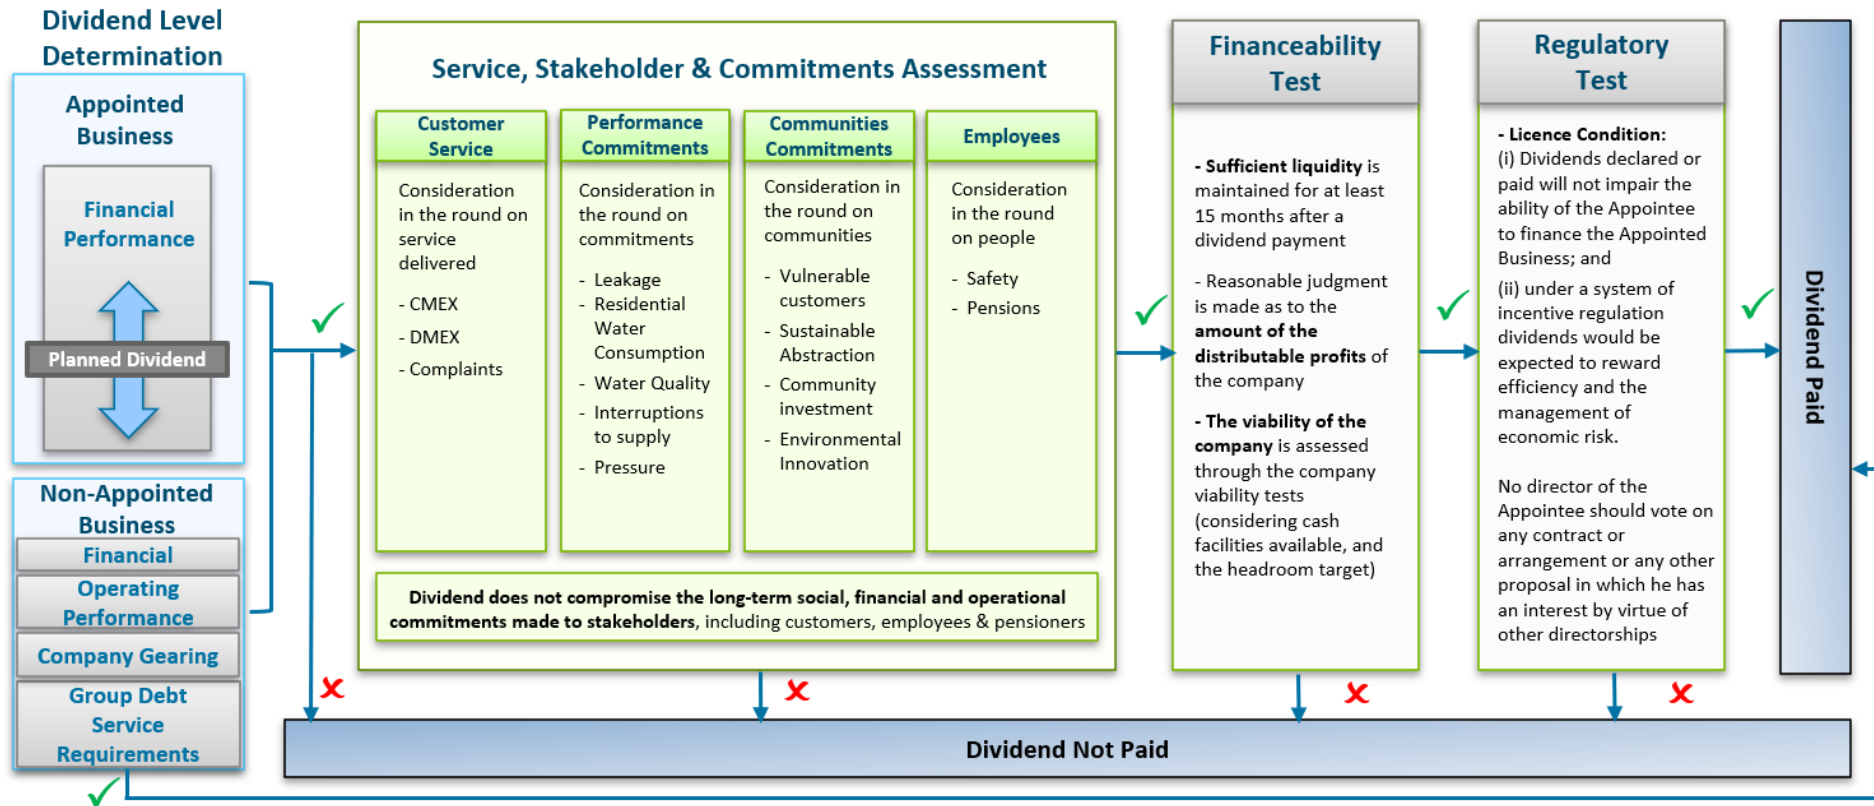 Dividend Level
Determination
Appointed
Business
Financial
Performance
Planned Dividend
Non-Appointed
Business
Financial
Operating
Performance
Company Gearing
Group Debt
Service
Requirements
Service, Stakeholder & Commitments Assessment
Customer
Service
Consideration
in the round on
service
delivered
- CMEX
- DMEX
- Complaints
Performance
Commitments
Consideration in
the round on
commitments
- Leakage
- Residential
Water
Consumption
- Water Quality
- Interruptions
to supply
- Pressure
Communities
Commitments
Consideration in
the round on
communities
- Vulnerable
customers
- Sustainable
Abstraction
- Community
investment
- Environmental
Innovation
Employees
Consideration
in the round
on people
- Safety
- Pensions
Dividend does not compromise the long-term social, financial and operational
commitments made to stakeholders, including customers, employees & pensioners
Financeability
Test
- Sufficient liquidity is
maintained for at least
15 months after a
dividend payment
- Reasonable judgment
is made as to the
amount of the
distributable profits of
the company
- The viability of the
company is assessed
through the company
viability tests
(considering cash
facilities available, and
the headroom target)
Regulatory
Test
- Licence Condition:
(i) Dividends declared or
paid will not impair the
ability of the Appointee
to finance the Appointed
Business; and
(ii) under a system of
incentive regulation
dividends would be
expected to reward
efficiency and the
management of
economic risk.
No director of the
Appointee should vote on
any contract or
arrangement or any other
proposal in which he has
an interest by virtue of
other directorships
Dividend Paid
Dividend Not Paid